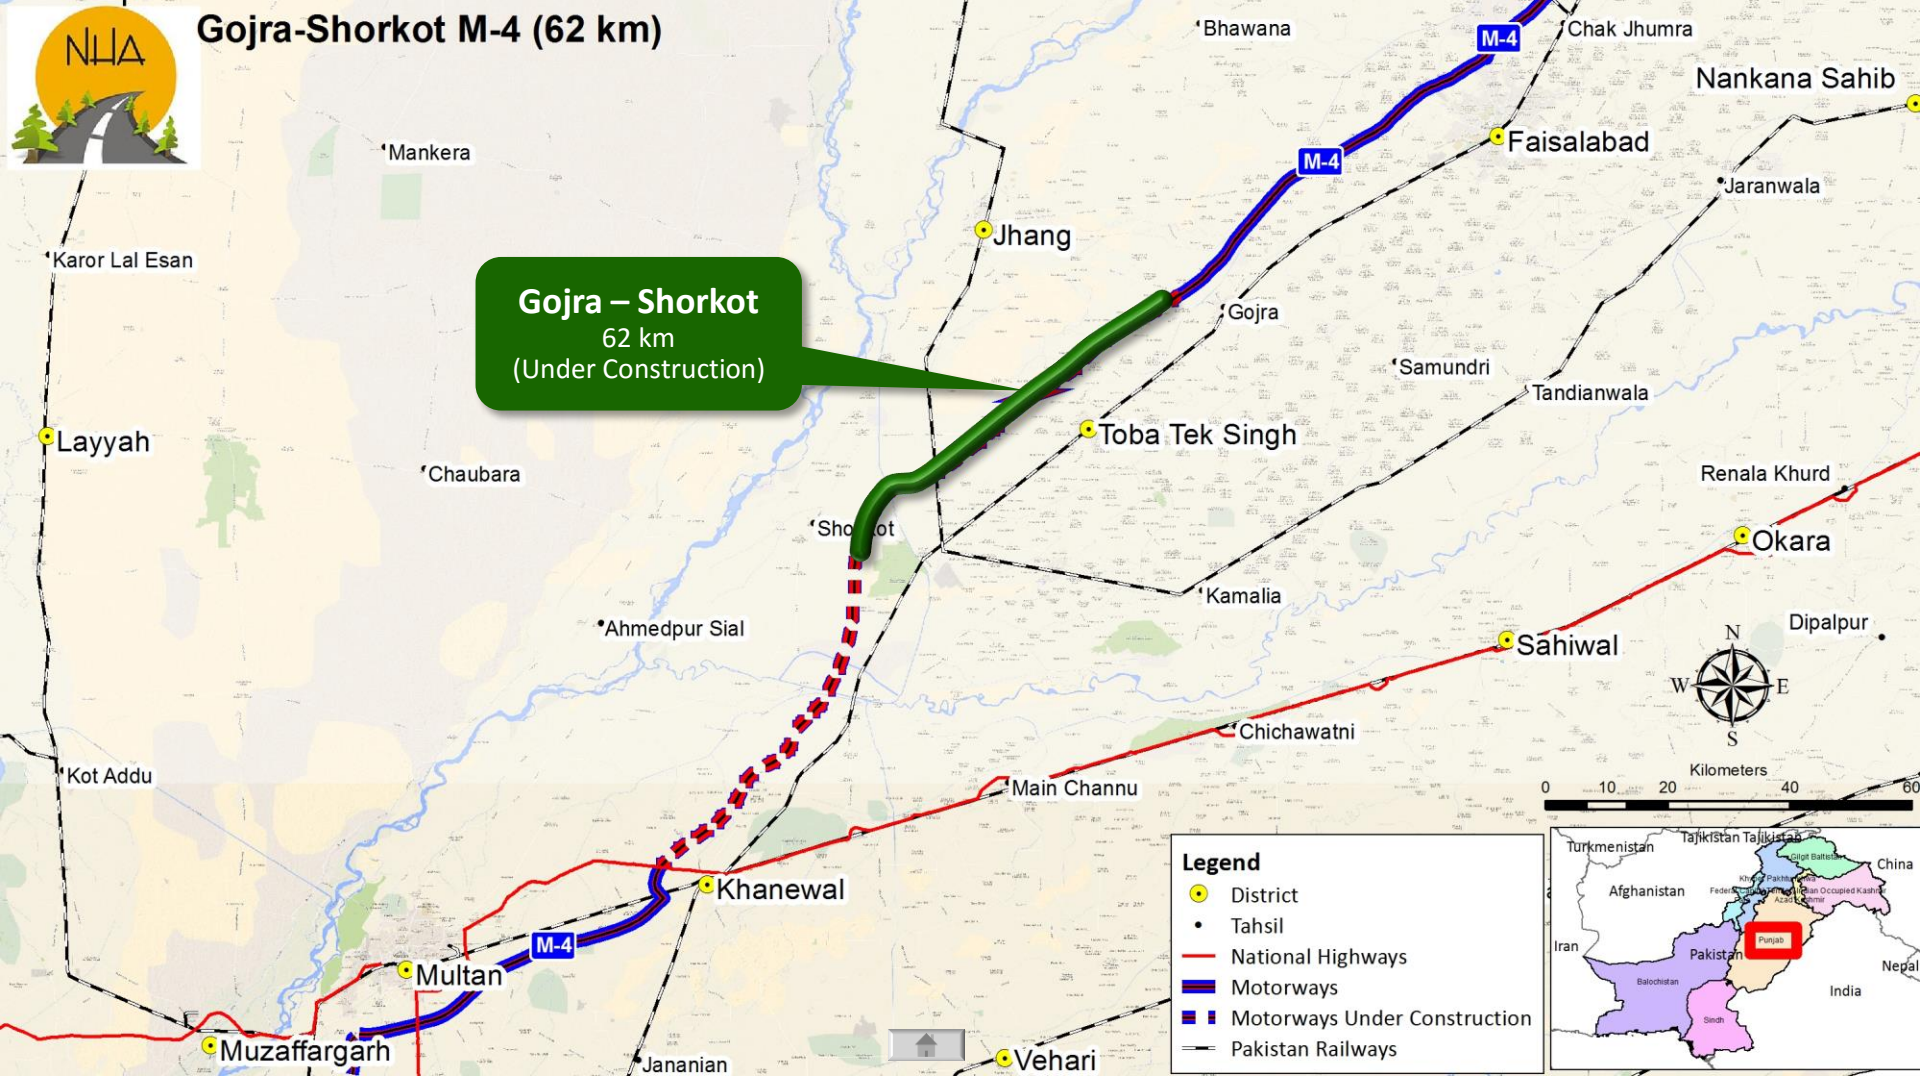 NHA
Gojra-Shorkot M-4 (62 km)
Bhawana
M-4
Chak Jhumra
Nankana Sahib
Mankera
Faisalabad
M-4
Jaranwala
Jhang
Karor Lal Esan
Gojra – Shorkot
62 km
(Under Construction)
Gojra
Samundri
Tandianwala
Layyah
Toba Tek Singh
Chaubara
Renala Khurd
Okara
Kamalia
Ahmedpur Sial
Dipalpur
Sahiwal
N
W
E
S
Chichawatni
Kot Addu
Main Channu
Kilometers
0 10 20 40 60
Khanewal
M-4
Multan
Muzaffargarh
Jananian
Vehari
Legend
District
Tahsil
National Highways
Motorways
Motorways Under Construction
Pakistan Railways
Turkmenistan
Tajikistan Tajikistan
Gilgit Baltistan
China
Afghanistan
Iran
Punjab
Pakistan
Nepal
Balochistan
India
Sindh